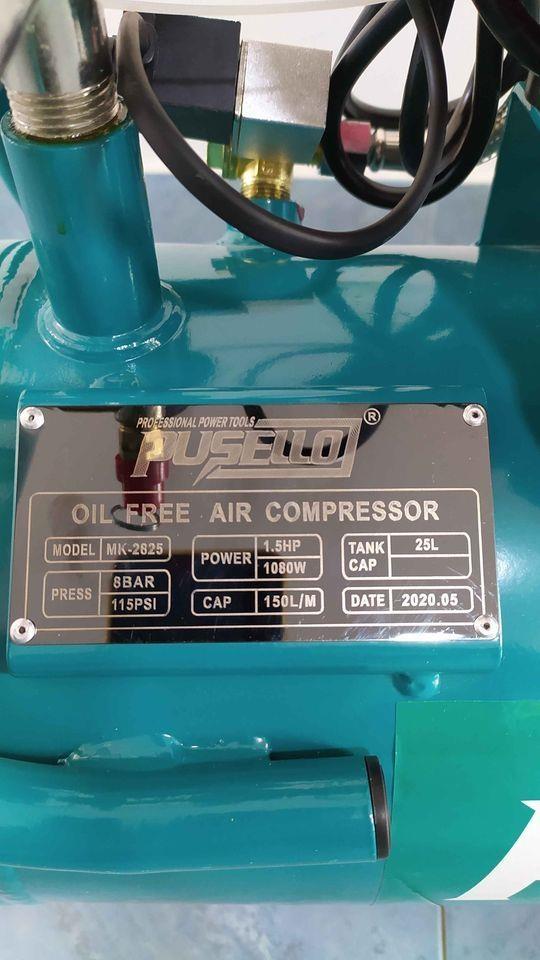 PROFESSIONAL POWER TOOLS
PUSELLO ®
OIL FREE AIR COMPRESSOR
MODEL MK-2825
POWER 1.5HP 1080W
TANK CAP 25L
PRESS 8BAR 115PSI
CAP 150L/M
DATE 2020.05